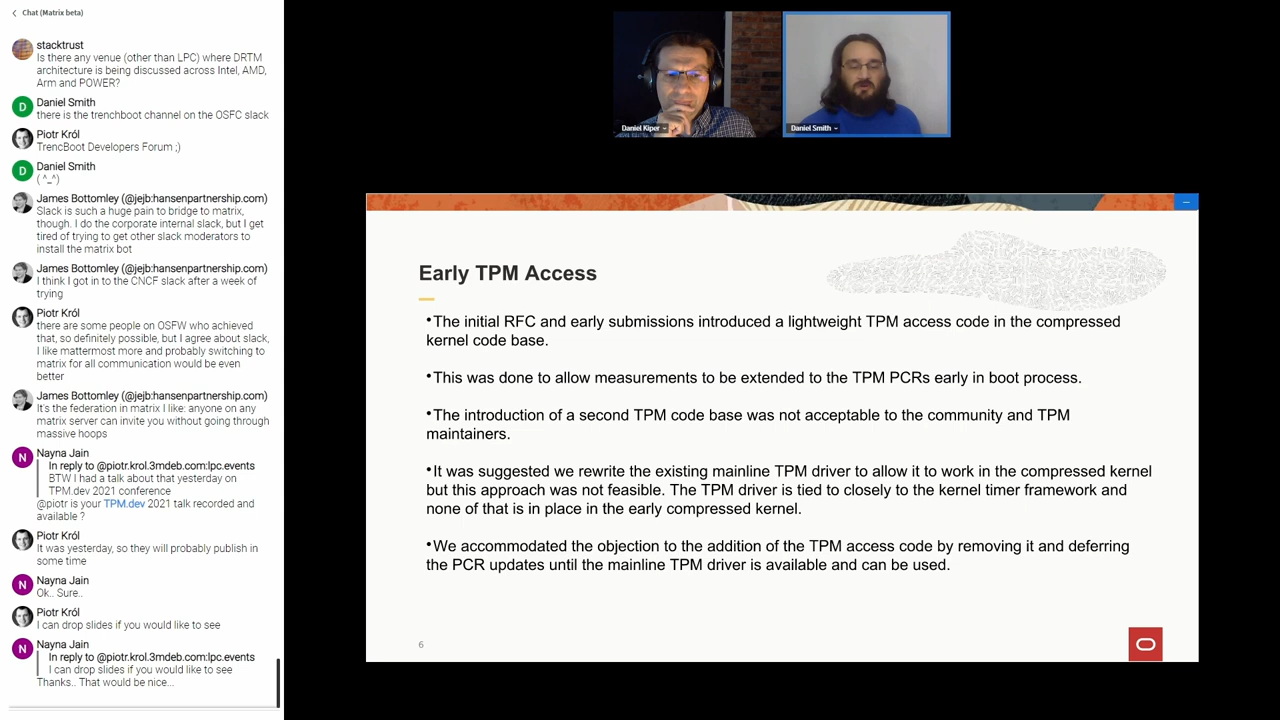 Chat (Matrix beta)
stacktrust
Is there any venue (other than LPC) where DRTM
architecture is being discussed across Intel, AMD,
Arm and POWER?
D
Daniel Smith
there is the trenchboot channel on the OSFC slack
Piotr Król
TrencBoot Developers Forum ;)
D
Daniel Smith
( ^_^)
James Bottomley (@jejb:hansenpartnership.com)
Slack is such a huge pain to bridge to matrix,
though. I do the corporate internal slack, but I get
tired of trying to get other slack moderators to
install the matrix bot
James Bottomley (@jejb:hansenpartnership.com)
I think I got in to the CNCF slack after a week of
trying
Piotr Król
there are some people on OSFW who achieved
that, so definitely possible, but I agree about slack,
I like mattermost more and probably switching to
matrix for all communication would be even
better
James Bottomley (@jejb:hansenpartnership.com)
It's the federation in matrix I like: anyone on any
matrix server can invite you without going through
massive hoops
N
Nayna Jain
In reply to @piotr.krol.3mdeb.com:lpc.events
BTW I had a talk about that yesterday on
TPM.dev 2021 conference
@piotr is your TPM.dev 2021 talk recorded and
available ?
Piotr Król
It was yesterday, so they will probably publish in
some time
N
Nayna Jain
Ok.. Sure..
Piotr Król
I can drop slides if you would like to see
N
Nayna Jain
In reply to @piotr.krol.3mdeb.com:lpc.events
I can drop slides if you would like to see
Thanks.. That would be nice...
Daniel Kiper
Daniel Smith
Early TPM Access
•The initial RFC and early submissions introduced a lightweight TPM access code in the compressed
kernel code base.
•This was done to allow measurements to be extended to the TPM PCRs early in boot process.
•The introduction of a second TPM code base was not acceptable to the community and TPM
maintainers.
•It was suggested we rewrite the existing mainline TPM driver to allow it to work in the compressed kernel
but this approach was not feasible. The TPM driver is tied to closely to the kernel timer framework and
none of that is in place in the early compressed kernel.
•We accommodated the objection to the addition of the TPM access code by removing it and deferring
the PCR updates until the mainline TPM driver is available and can be used.
6